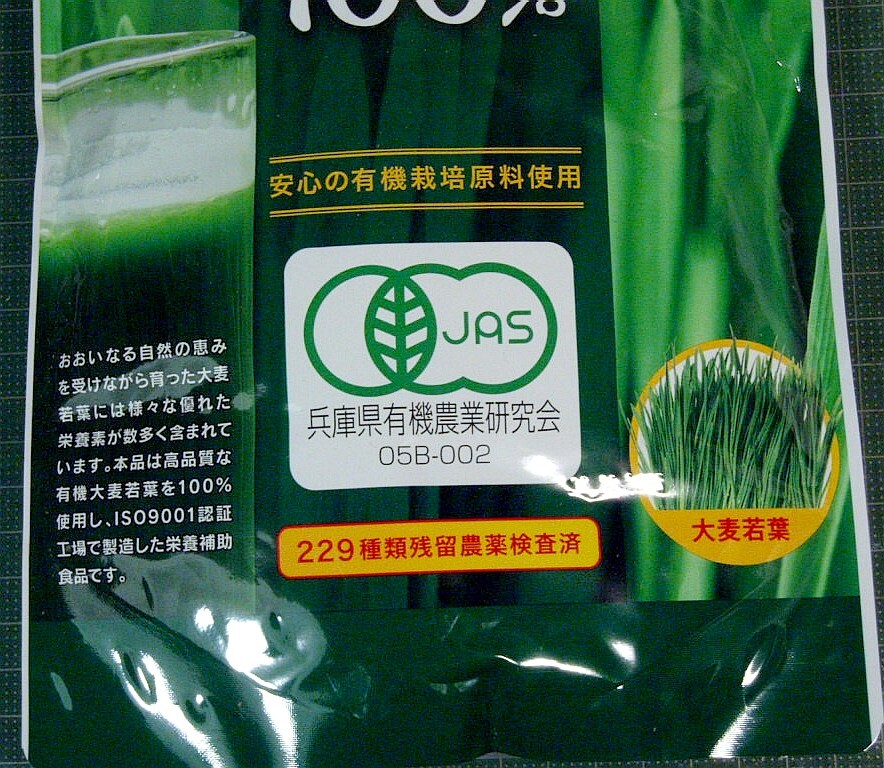 100%
安心の有機栽培原料使用
JAS
兵庫県有機農業研究会
05B-002
おおいなる自然の恵み
を受けながら育った大麦
若葉には様々な優れた
栄養素が数多く含まれて
います。本品は高品質な
有機大麦若葉を100%
使用し、ISO9001認証
工場で製造した栄養補助
食品です。
229種類残留農薬検査済
大麦若葉